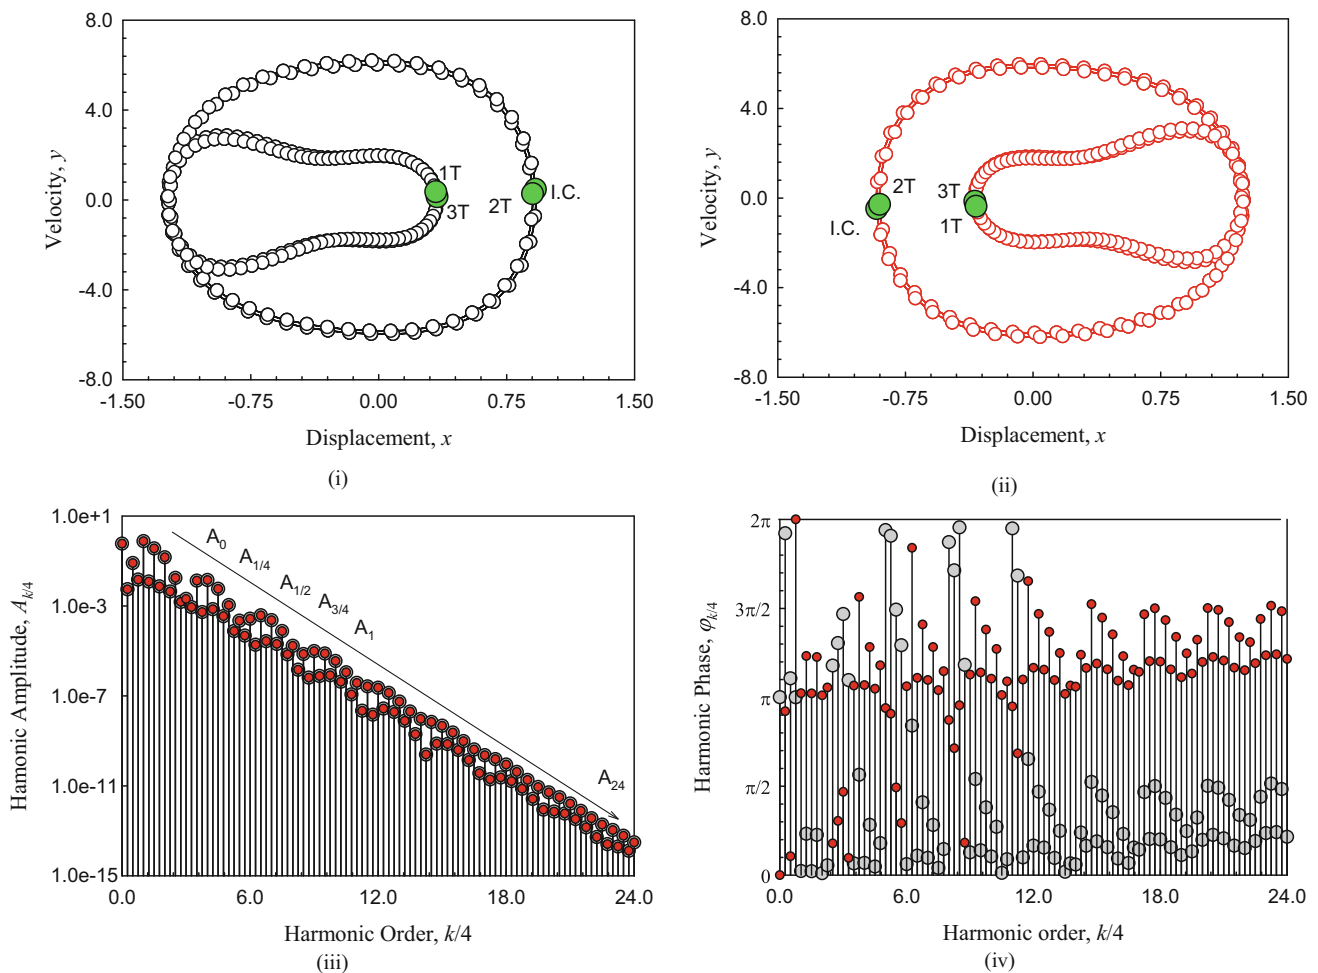 8.0
4.0
0.0
-4.0
-8.0
Velocity, y
1T
3T
2T
I.C.
-1.50
-0.75
0.00
0.75
1.50
Displacement, x
(i)
8.0
4.0
0.0
-4.0
-8.0
Velocity, y
2T
I.C.
3T
1T
-1.50
-0.75
0.00
0.75
1.50
Displacement, x
(ii)
1.0e+1
1.0e-3
1.0e-7
1.0e-11
1.0e-15
Hamonic Amplitude, A_{k/4}
A_0
A_{1/4}
A_{1/2}
A_{3/4}
A_1
A_{24}
0.0
6.0
12.0
18.0
24.0
Harmonic Order, k/4
(iii)
2π
3π/2
π
π/2
0
Harmonic Phase, φ_{k/4}
0.0
6.0
12.0
18.0
24.0
Harmonic order, k/4
(iv)